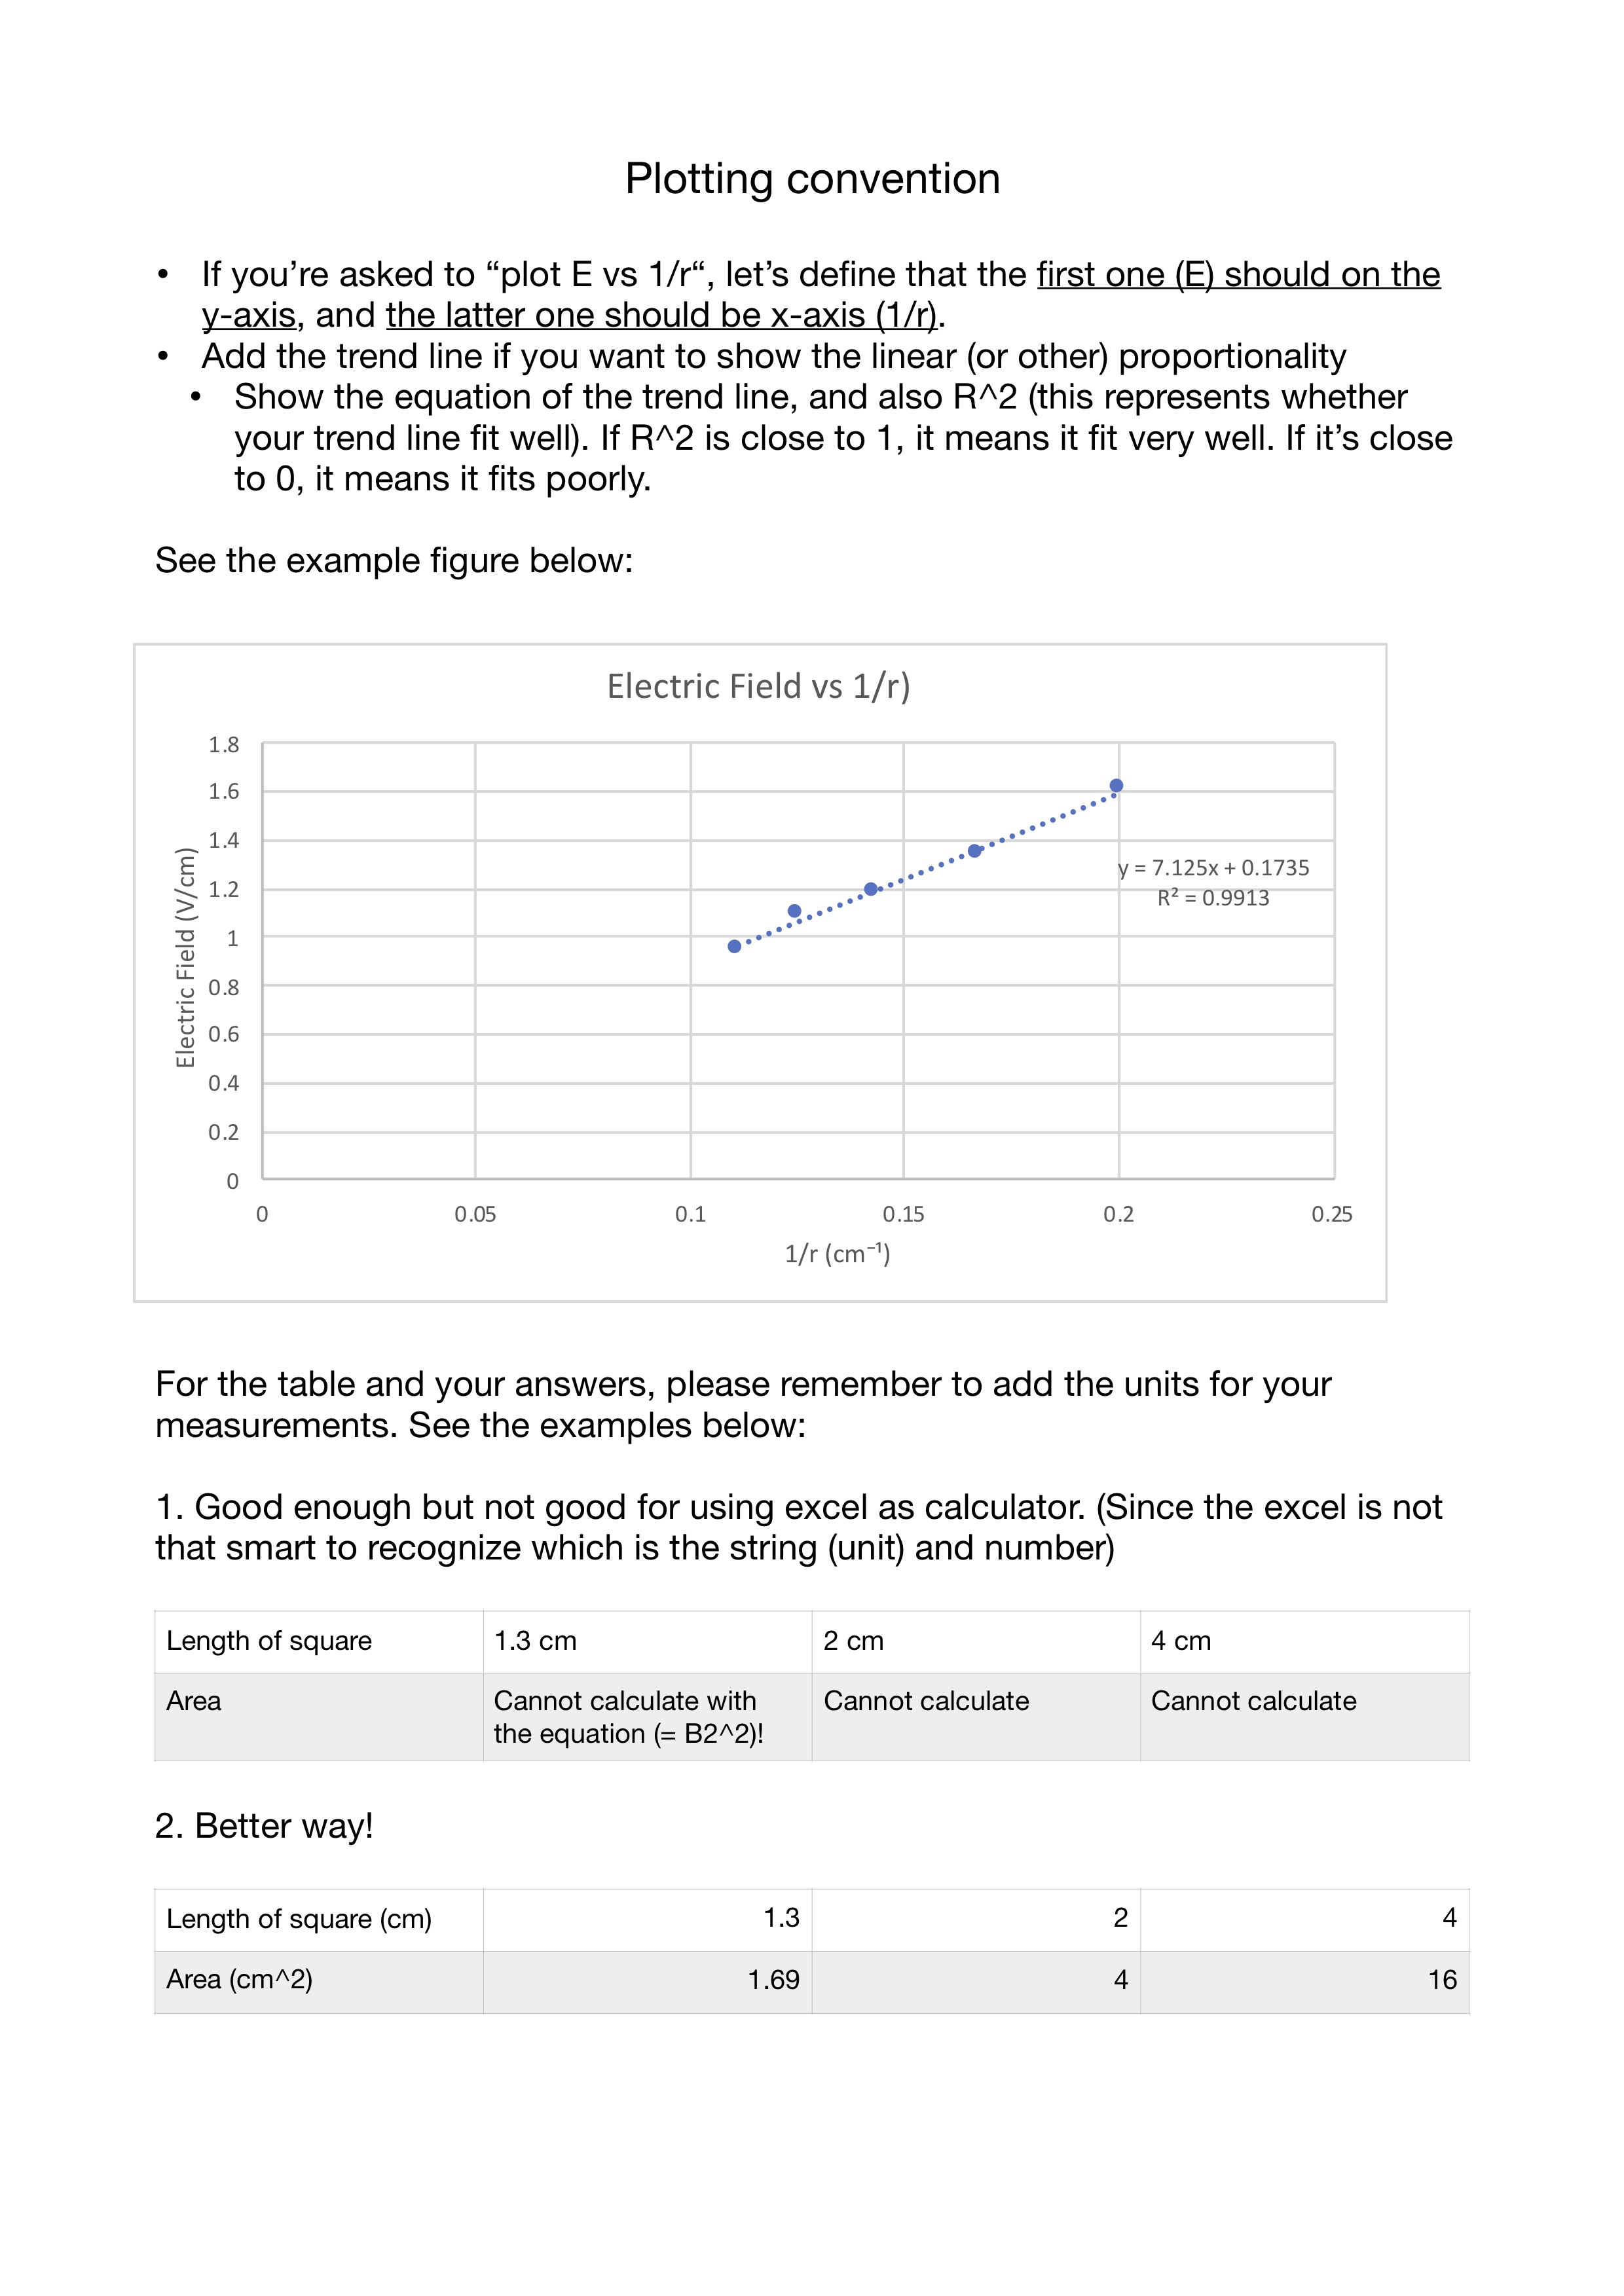 Plotting convention
• If you’re asked to “plot E vs 1/r“, let’s define that the first one (E) should on the
y-axis, and the latter one should be x-axis (1/r).
• Add the trend line if you want to show the linear (or other) proportionality
• Show the equation of the trend line, and also R^2 (this represents whether
your trend line fit well). If R^2 is close to 1, it means it fit very well. If it’s close
to 0, it means it fits poorly.
See the example figure below:
Electric Field vs 1/r)
Electric Field (V/cm)
1.8
1.6
1.4
1.2
1
0.8
0.6
0.4
0.2
0
y = 7.125x + 0.1735
R² = 0.9913
0 0.05 0.1 0.15 0.2 0.25
1/r (cm⁻¹)
For the table and your answers, please remember to add the units for your
measurements. See the examples below:
1. Good enough but not good for using excel as calculator. (Since the excel is not
that smart to recognize which is the string (unit) and number)
Length of square 1.3 cm 2 cm 4 cm
Area Cannot calculate with Cannot calculate Cannot calculate
the equation (= B2^2)!
2. Better way!
Length of square (cm) 1.3 2 4
Area (cm^2) 1.69 4 16